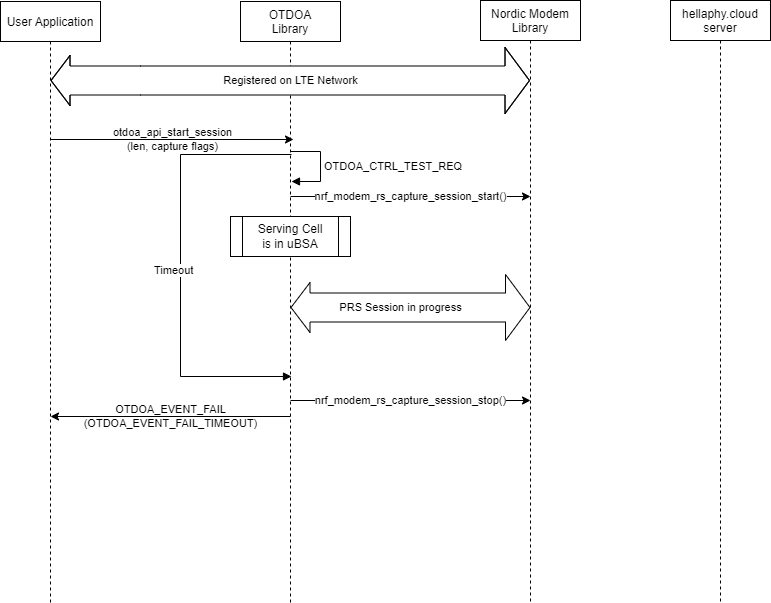 User Application
OTDOA
Library
Nordic Modem
Library
hellaphy.cloud
server
Registered on LTE Network
otdoa_api_start_session
(len, capture flags)
OTDOA_CTRL_TEST_REQ
nrf_modem_rs_capture_session_start()
Serving Cell
is in uBSA
Timeout
PRS Session in progress
nrf_modem_rs_capture_session_stop()
OTDOA_EVENT_FAIL
(OTDOA_EVENT_FAIL_TIMEOUT)